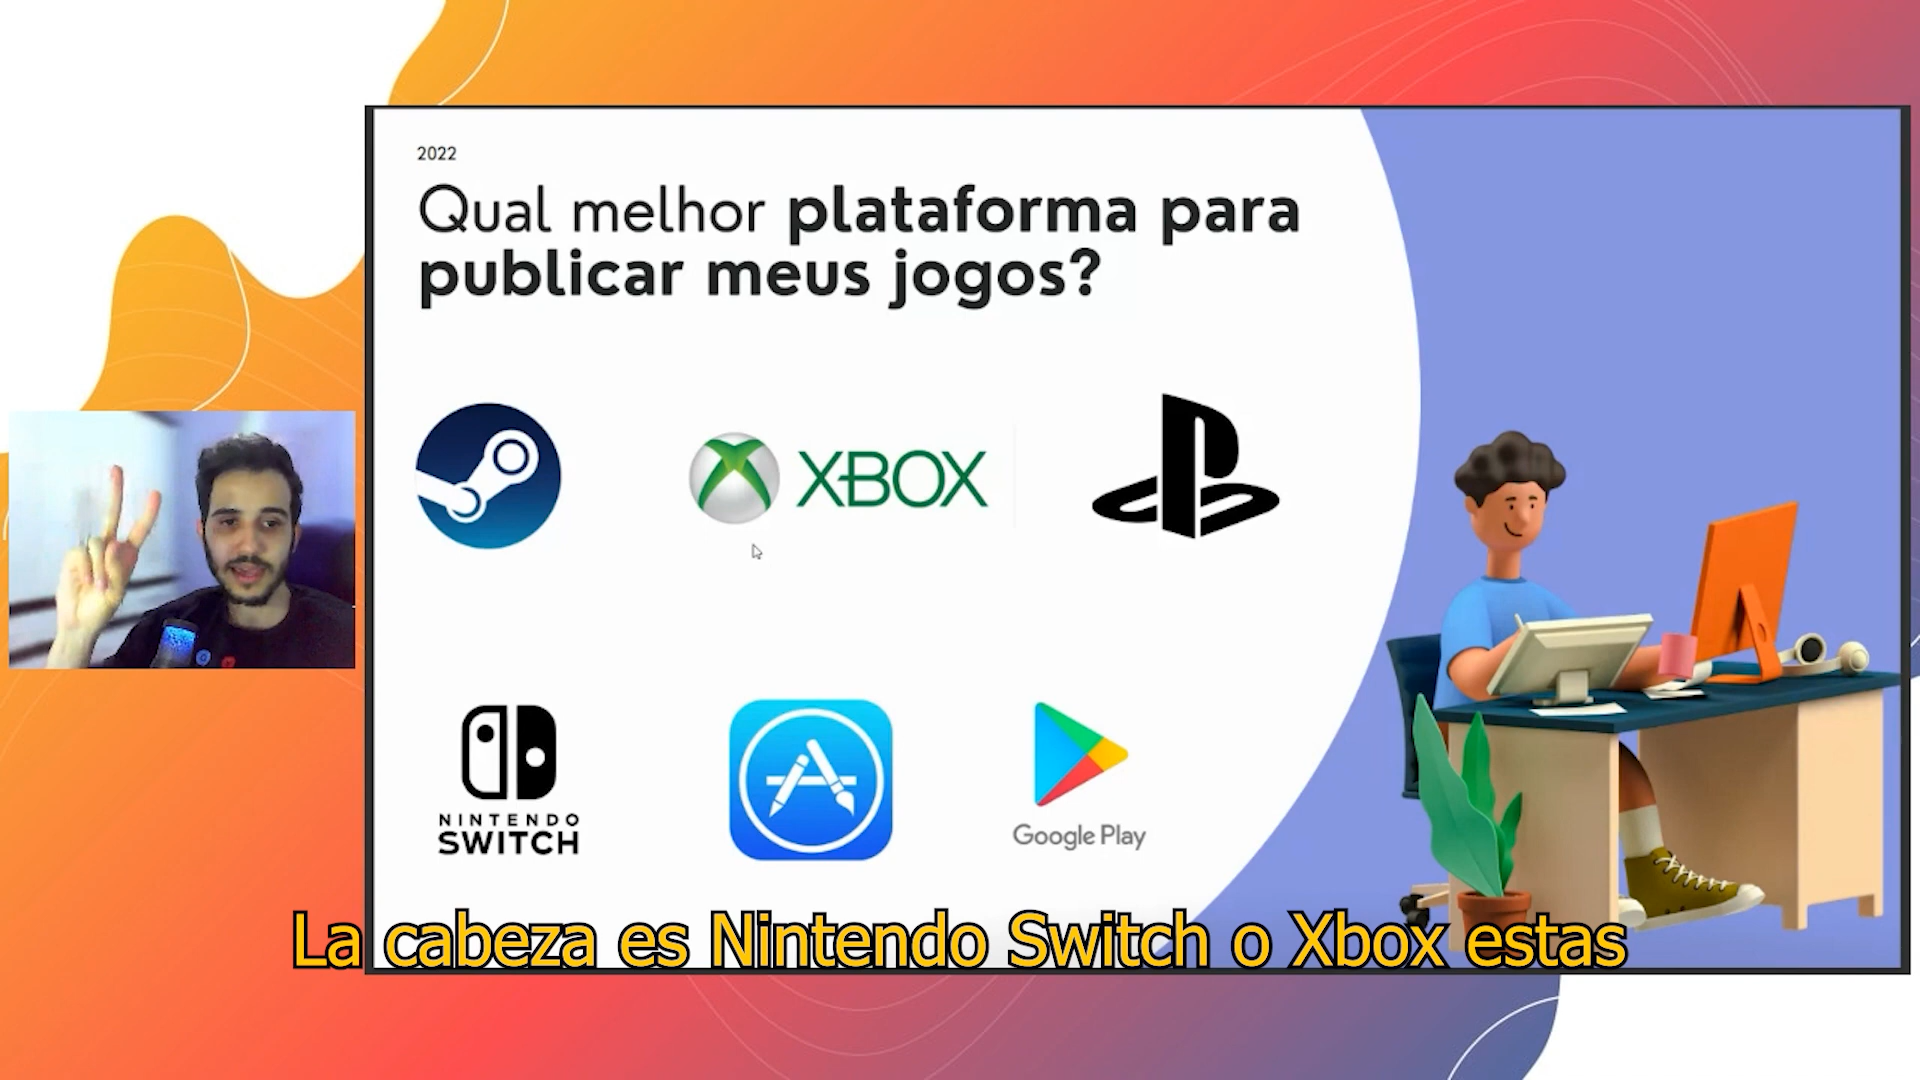 2022
Qual melhor plataforma para
publicar meus jogos?
XBOX
NINTENDO
SWITCH
Google Play
La cabeza es Nintendo Switch o Xbox estas